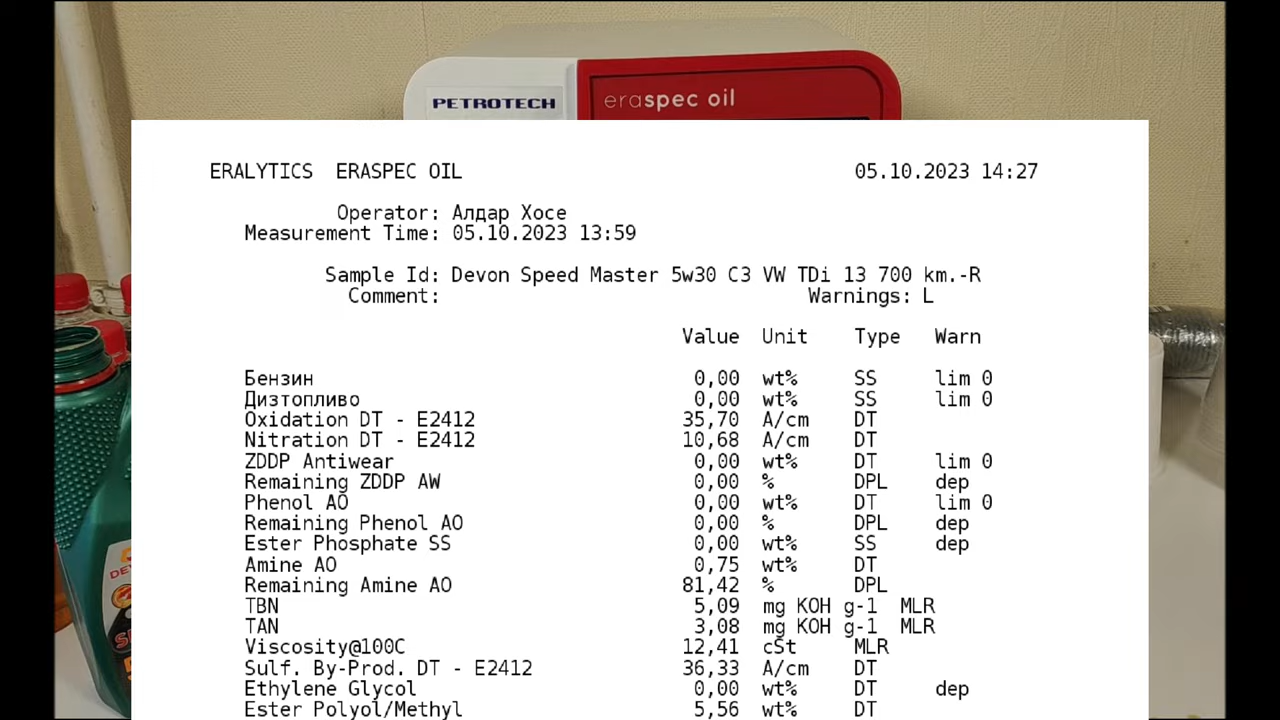 PETROTECH eraspec oil
ERALYTICS ERASPEC OIL 05.10.2023 14:27
Operator: Алдар Хосе
Measurement Time: 05.10.2023 13:59
Sample Id: Devon Speed Master 5w30 C3 VW TDi 13 700 km.-R
Comment: Warnings: L
Value Unit Type Warn
Бензин 0,00 wt% SS lim 0
Дизтопливо 0,00 wt% SS lim 0
Oxidation DT - E2412 35,70 A/cm DT
Nitration DT - E2412 10,68 A/cm DT
ZDDP Antiwear 0,00 wt% DT lim 0
Remaining ZDDP AW 0,00 % DPL dep
Phenol AO 0,00 wt% DT lim 0
Remaining Phenol AO 0,00 % DPL dep
Ester Phosphate SS 0,00 wt% SS dep
Amine AO 0,75 wt% DT
Remaining Amine AO 81,42 % DPL
TBN 5,09 mg KOH g-1 MLR
TAN 3,08 mg KOH g-1 MLR
Viscosity@100C 12,41 cSt MLR
Sulf. By-Prod. DT - E2412 36,33 A/cm DT
Ethylene Glycol 0,00 wt% DT dep
Ester Polyol/Methyl 5,56 wt% DT